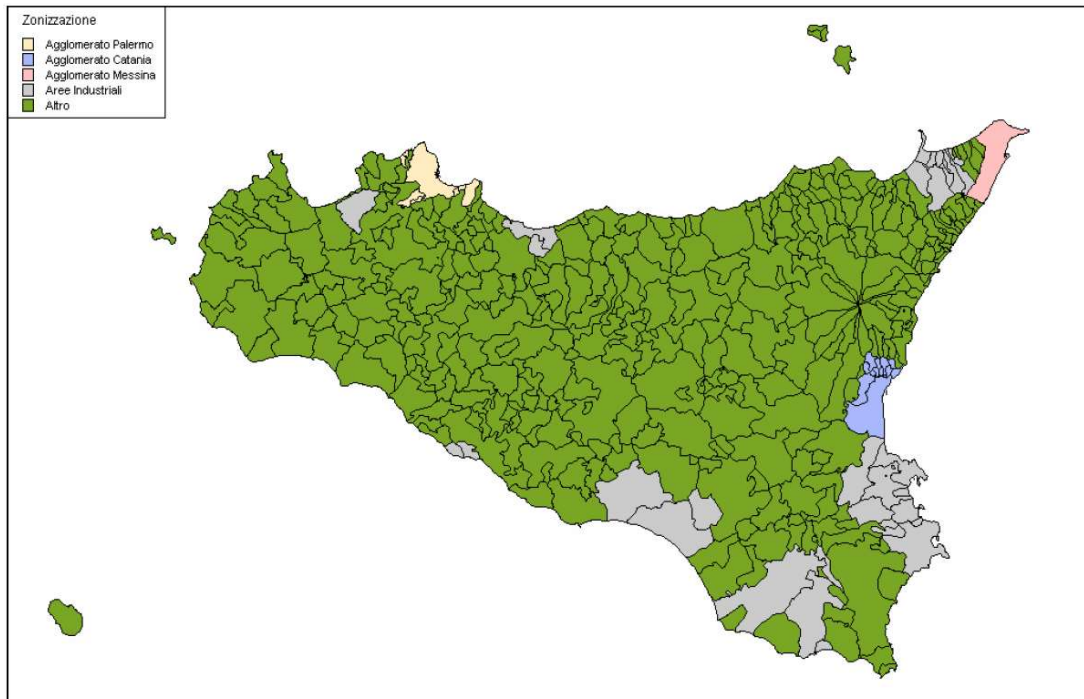 Zonizzazione
Agglomerato Palermo
Agglomerato Catania
Agglomerato Messina
Aree Industriali
Altro